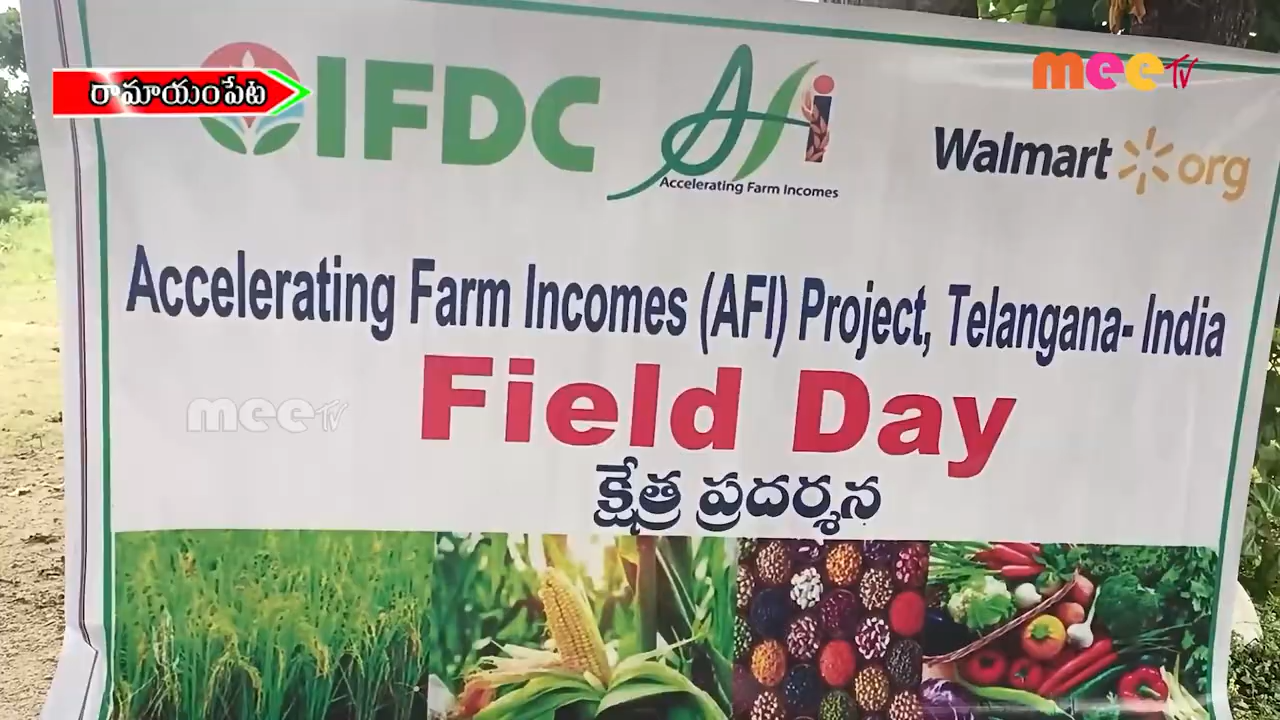 రామాయంపేట
IFDC
AFi
Accelerating Farm Incomes
mee TV
Walmart org
Accelerating Farm Incomes (AFI) Project, Telangana- India
mee TV
Field Day
క్షేత్ర ప్రదర్శన